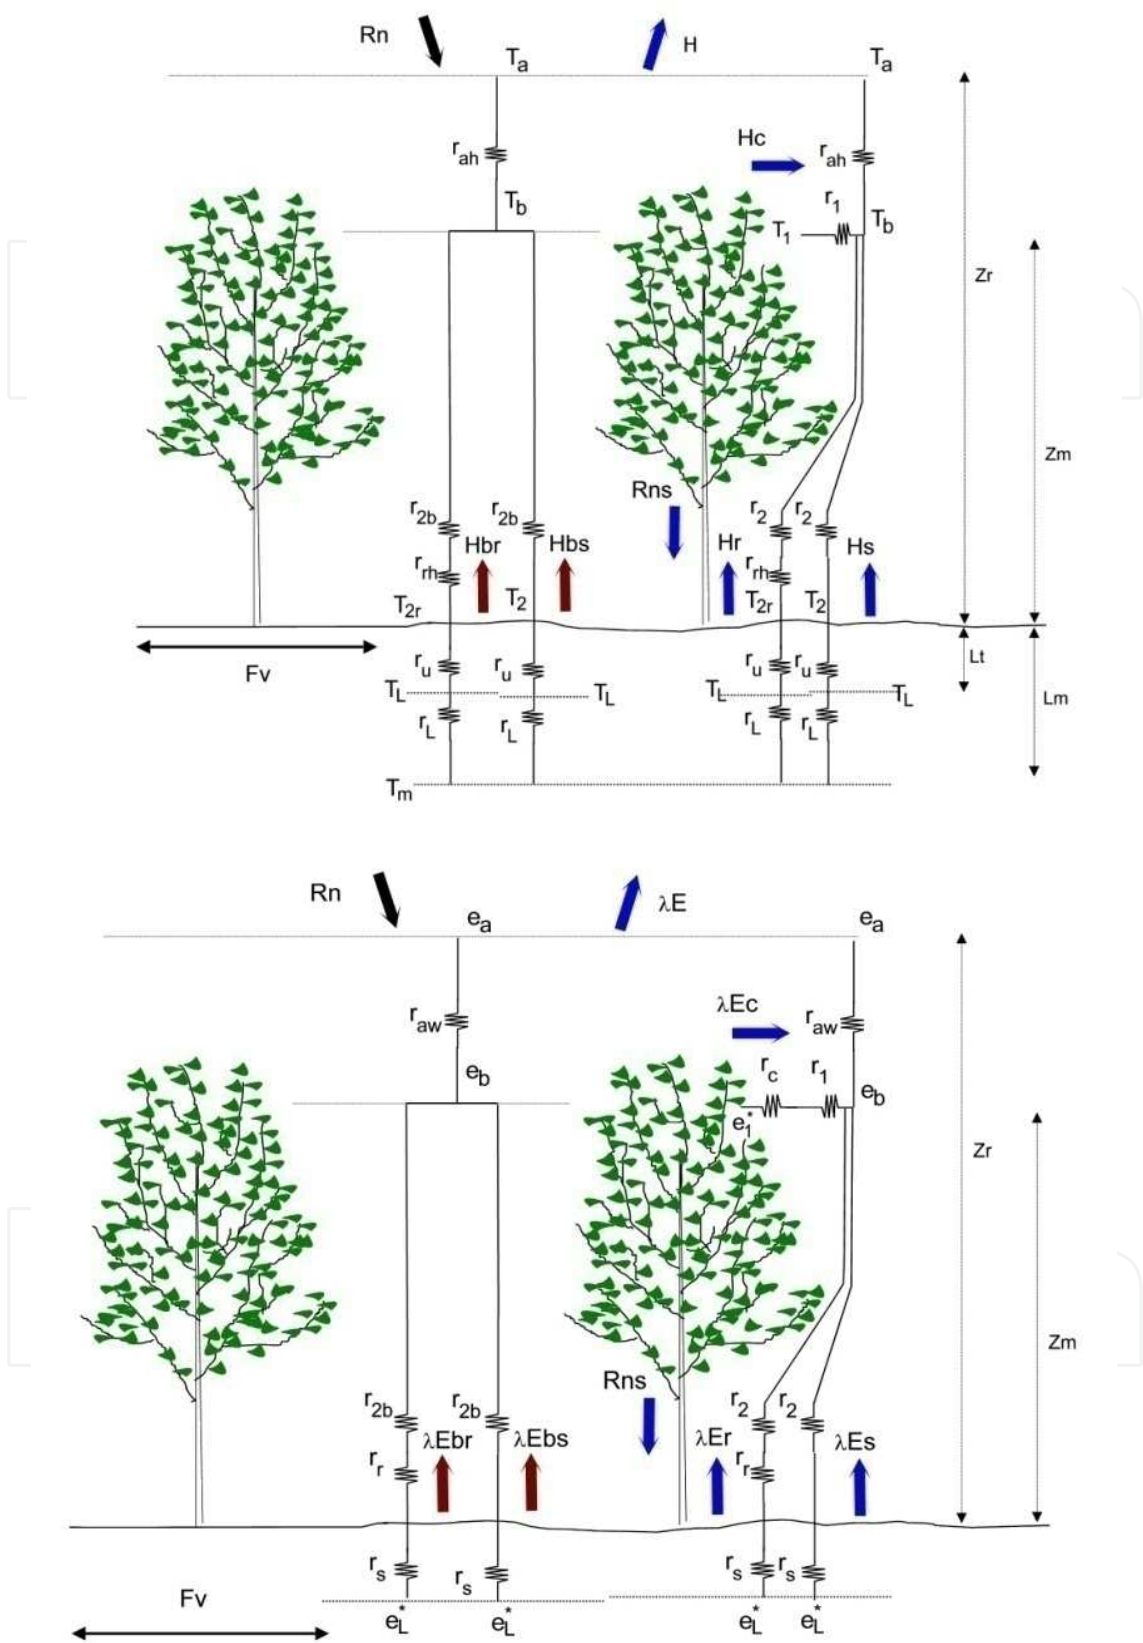 Rn H
Ta Ta
Hc
rah rah
r1
Tb T1 Tb
Zr
Zm
Rns
r2b r2b r2 r2
Hbr Hbs Hr Hs
rrh rrh
T2r T2 T2r T2
Lt
Fv ru ru ru ru
TL TL TL TL
Lm
rL rL rL rL
Tm
Rn λE
ea ea
λEc
raw raw
rc r1
eb eb
e1*
Zr
Zm
Rns
r2b r2b r2 r2
λEbr λEbs λEr λEs
rr rr
rs rs rs rs
Fv
eL* eL* eL* eL*